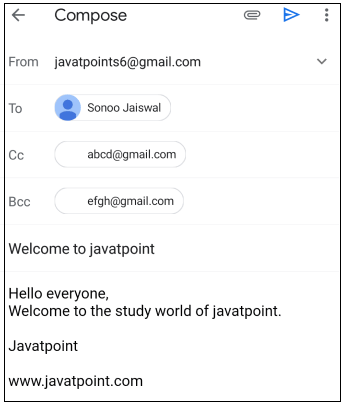 Compose
From javatpoints6@gmail.com
To Sonoo Jaiswal
Cc abcd@gmail.com
Bcc efgh@gmail.com
Welcome to javatpoint
Hello everyone,
Welcome to the study world of javatpoint.
Javatpoint
www.javatpoint.com